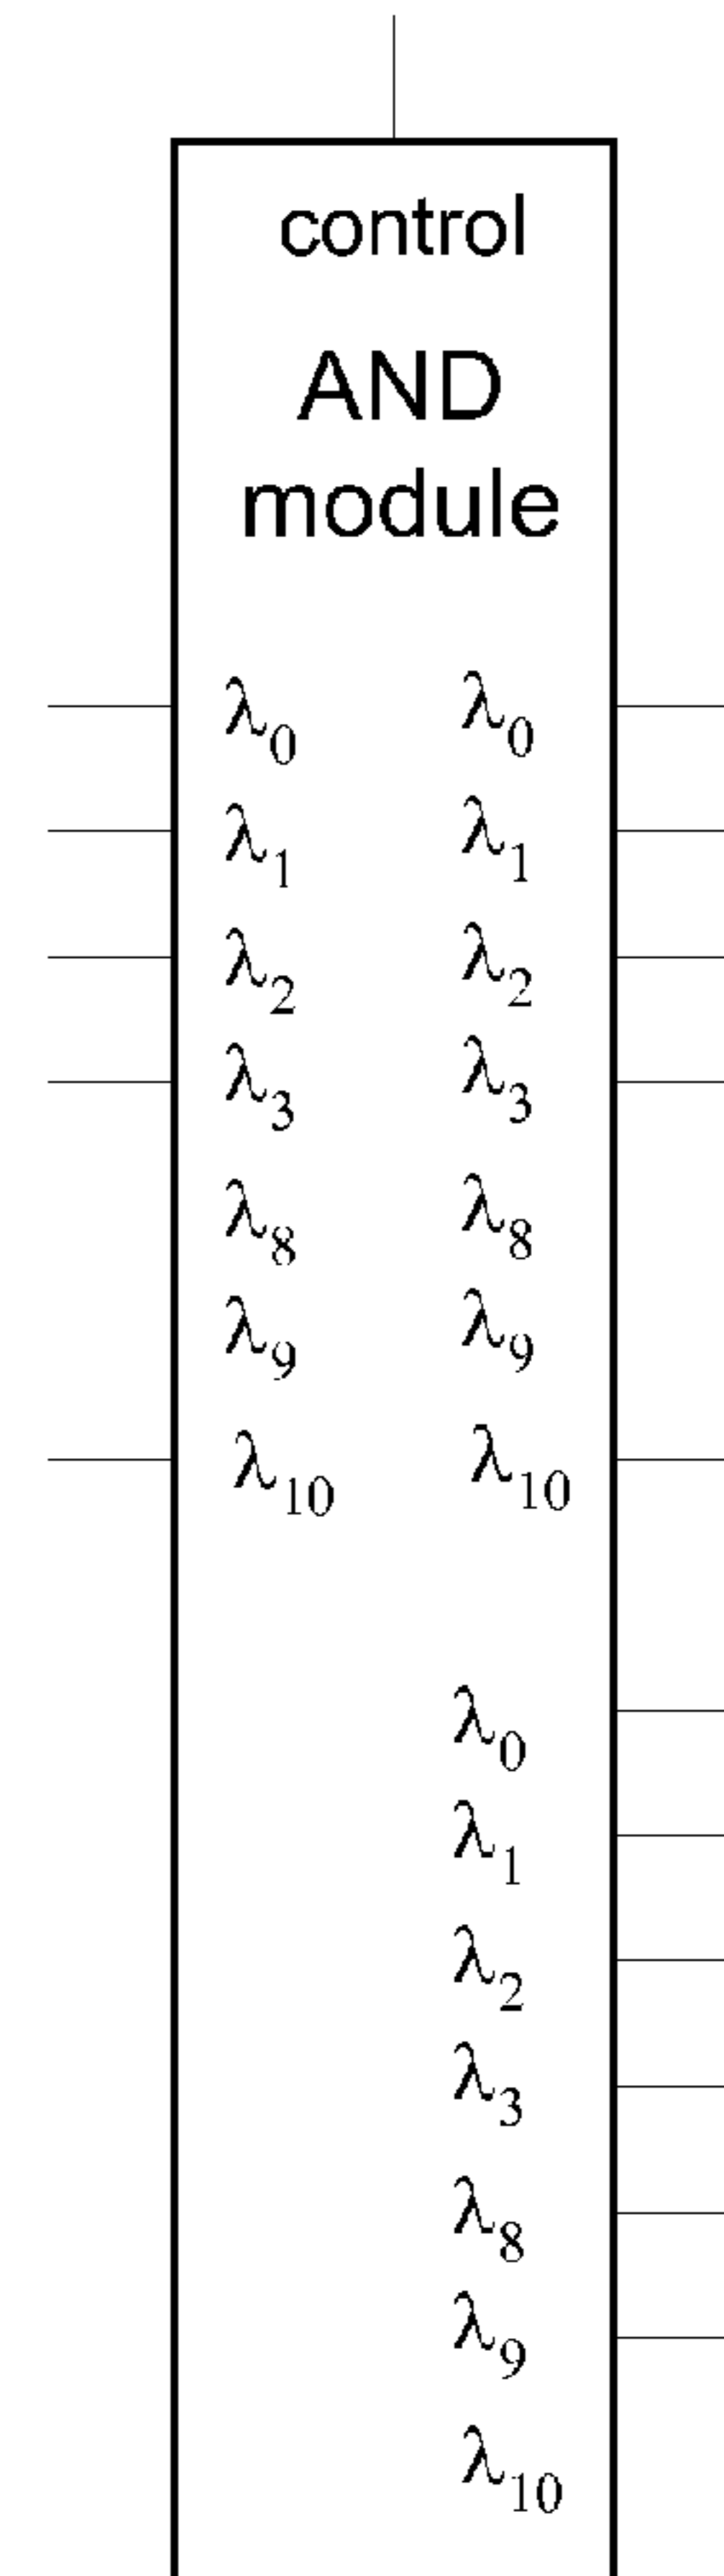 control
AND
module
λ₀ λ₀
λ₁ λ₁
λ₂ λ₂
λ₃ λ₃
λ₈ λ₈
λ₉ λ₉
λ₁₀ λ₁₀
λ₀
λ₁
λ₂
λ₃
λ₈
λ₉
λ₁₀